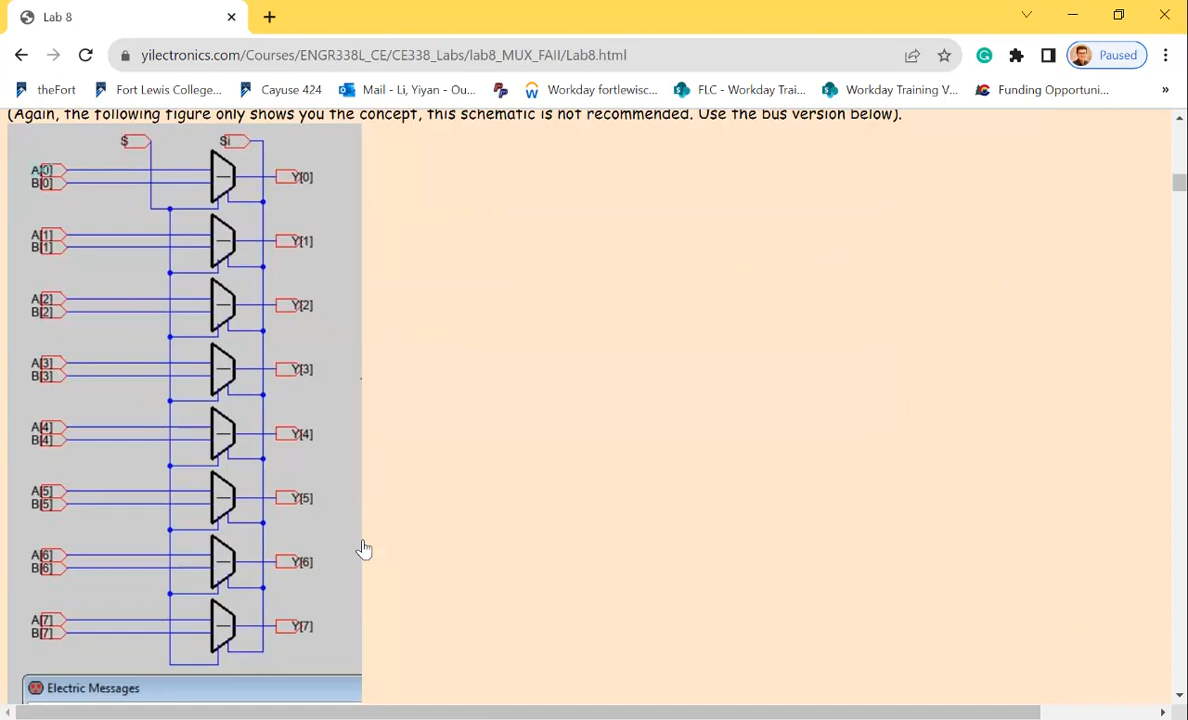 Lab 8
yilectronics.com/Courses/ENGR338L_CE/CE338_Labs/lab8_MUX_FAII/Lab8.html
Paused
theFort
Fort Lewis College...
Cayuse 424
Mail - Li, Yiyan - Ou...
Workday fortlewisc...
FLC - Workday Trai...
Workday Training V...
Funding Opportuni...
»
(Again, the following figure only shows you the concept, this schematic is not recommended. Use the bus version below).
S Si
A[0]
B[0]
Y[0]
A[1]
B[1]
Y[1]
A[2]
B[2]
Y[2]
A[3]
B[3]
Y[3]
A[4]
B[4]
Y[4]
A[5]
B[5]
Y[5]
A[6]
B[6]
Y[6]
A[7]
B[7]
Y[7]
Electric Messages